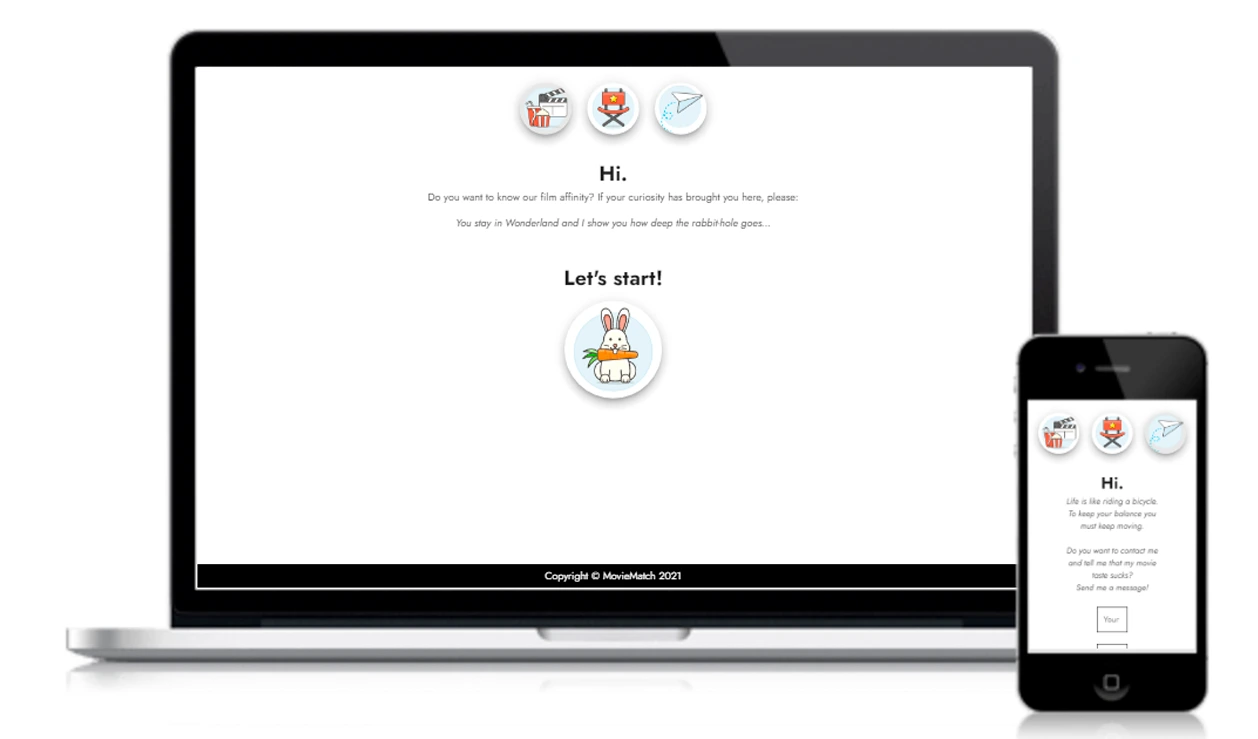 Hi.
Do you want to know our film affinity? If your curiosity has brought you here, please:
You stay in Wonderland and I show you how deep the rabbit-hole goes...
Let's start!
Copyright © MovieMatch 2021
Hi.
Life is like riding a bicycle.
To keep your balance you
must keep moving.
Do you want to contact me
and tell me that my movie
taste sucks?
Send me a message!
Your